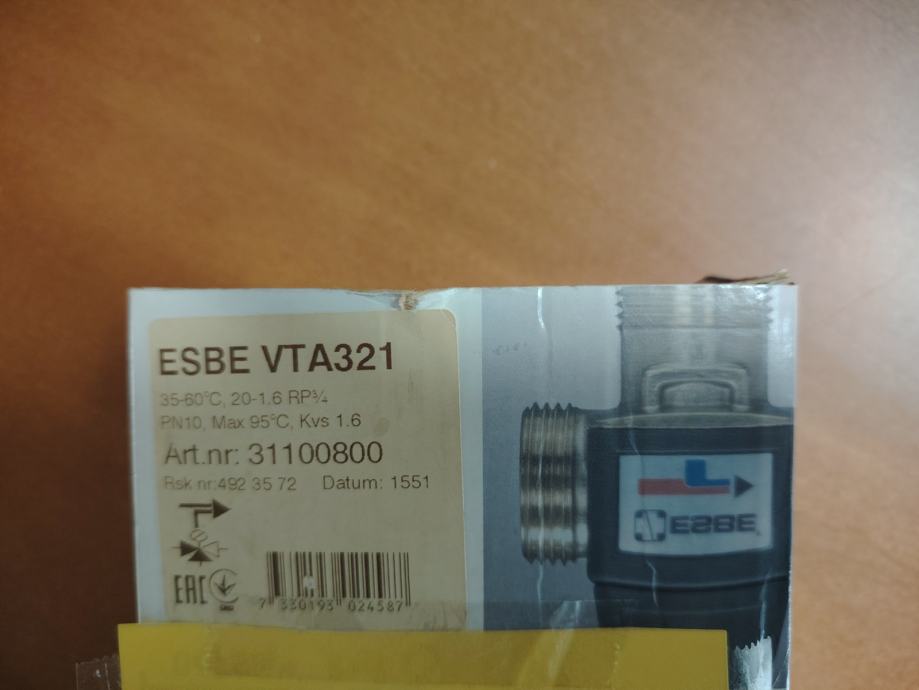 ESBE VTA321
35-60°C, 20-1.6 RP¾
PN10, Max 95°C, Kvs 1.6
Art.nr: 31100800
Rsk nr:492 35 72 Datum: 1551
EAC
7 330193 024587
ESBE